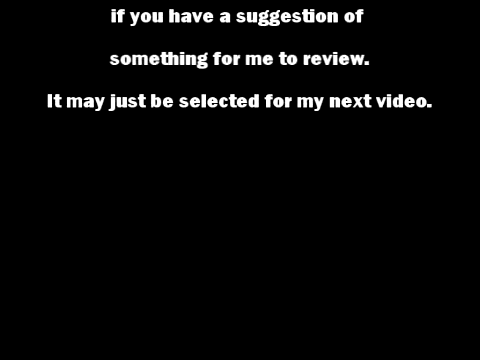 if you have a suggestion of
something for me to review.
It may just be selected for my next video.